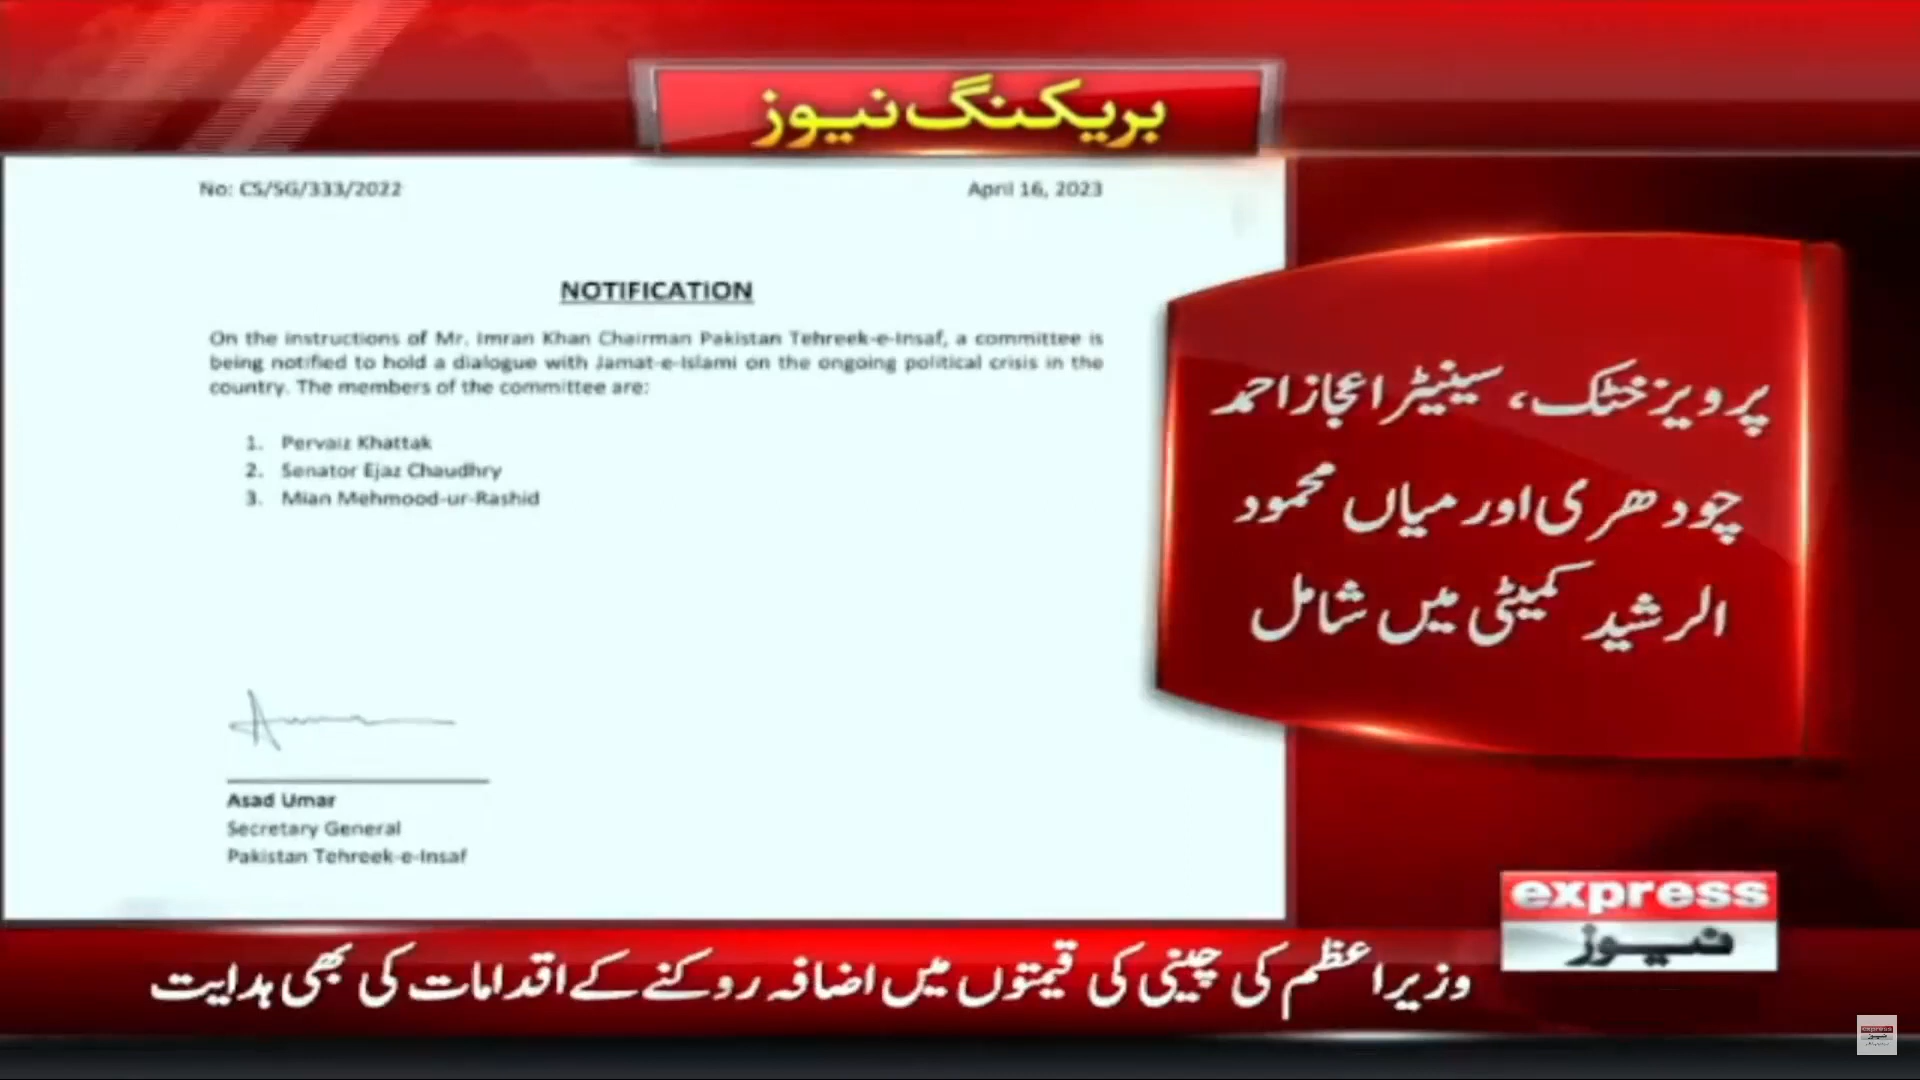 بریکنگ نیوز
No: CS/SG/333/2022
April 16, 2023
NOTIFICATION
On the instructions of Mr. Imran Khan Chairman Pakistan Tehreek-e-Insaf, a committee is
being notified to hold a dialogue with Jamat-e-Islami on the ongoing political crisis in the
country. The members of the committee are:
1. Pervaiz Khattak
2. Senator Ejaz Chaudhry
3. Mian Mehmood-ur-Rashid
Asad Umar
Secretary General
Pakistan Tehreek-e-Insaf
پرویز خٹک، سینیٹر اعجاز احمد
چودھری اور میاں محمود
الرشید کمیٹی میں شامل
express
نیوز
وزیراعظم کی چینی کی قیمتوں میں اضافہ روکنے کے اقدامات کی بھی ہدایت
express
نیوز